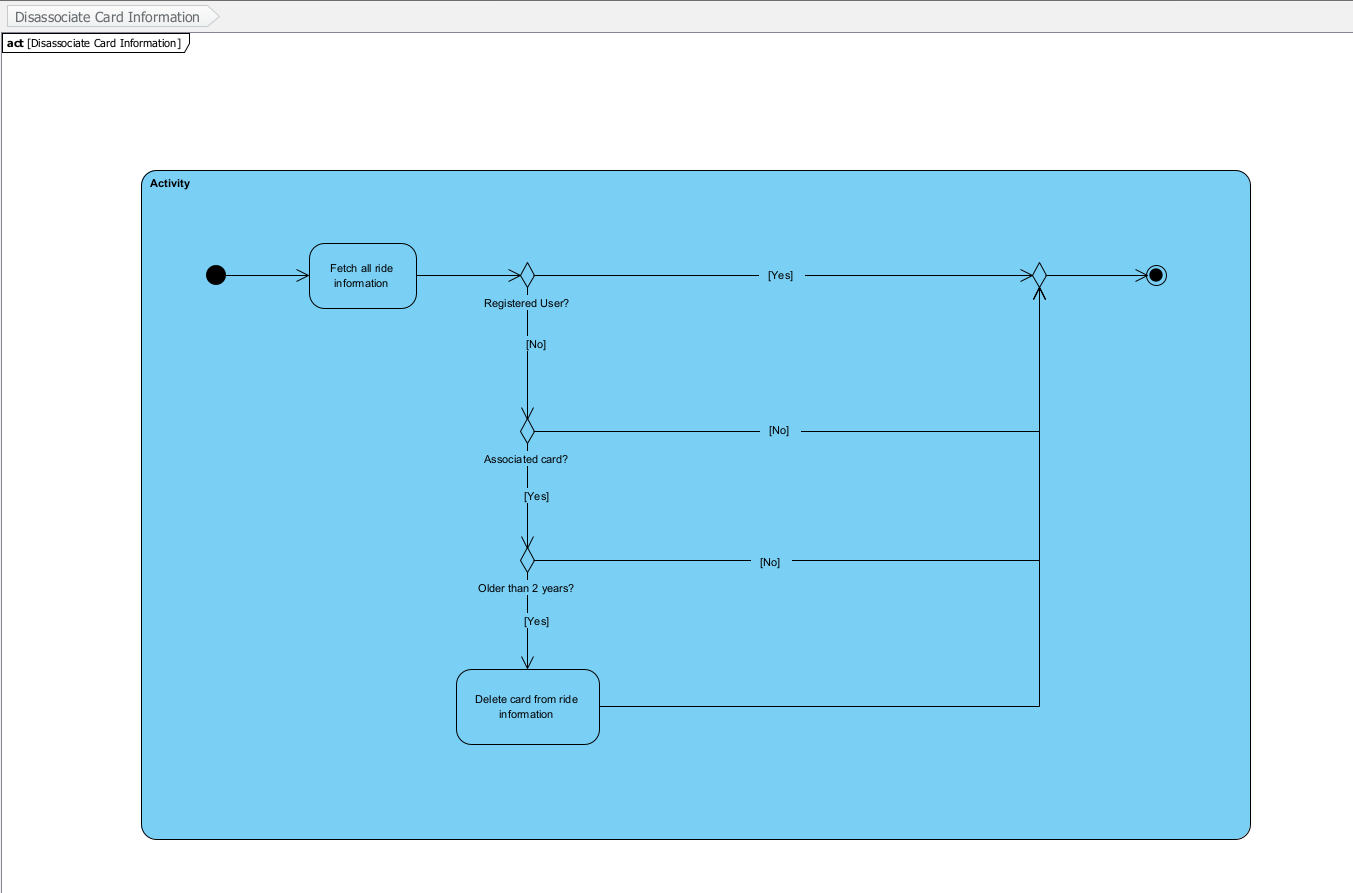 Disassociate Card Information
act [Disassociate Card Information]
Activity
Fetch all ride
information
[Yes]
Registered User?
[No]
[No]
Associated card?
[Yes]
[No]
Older than 2 years?
[Yes]
Delete card from ride
information